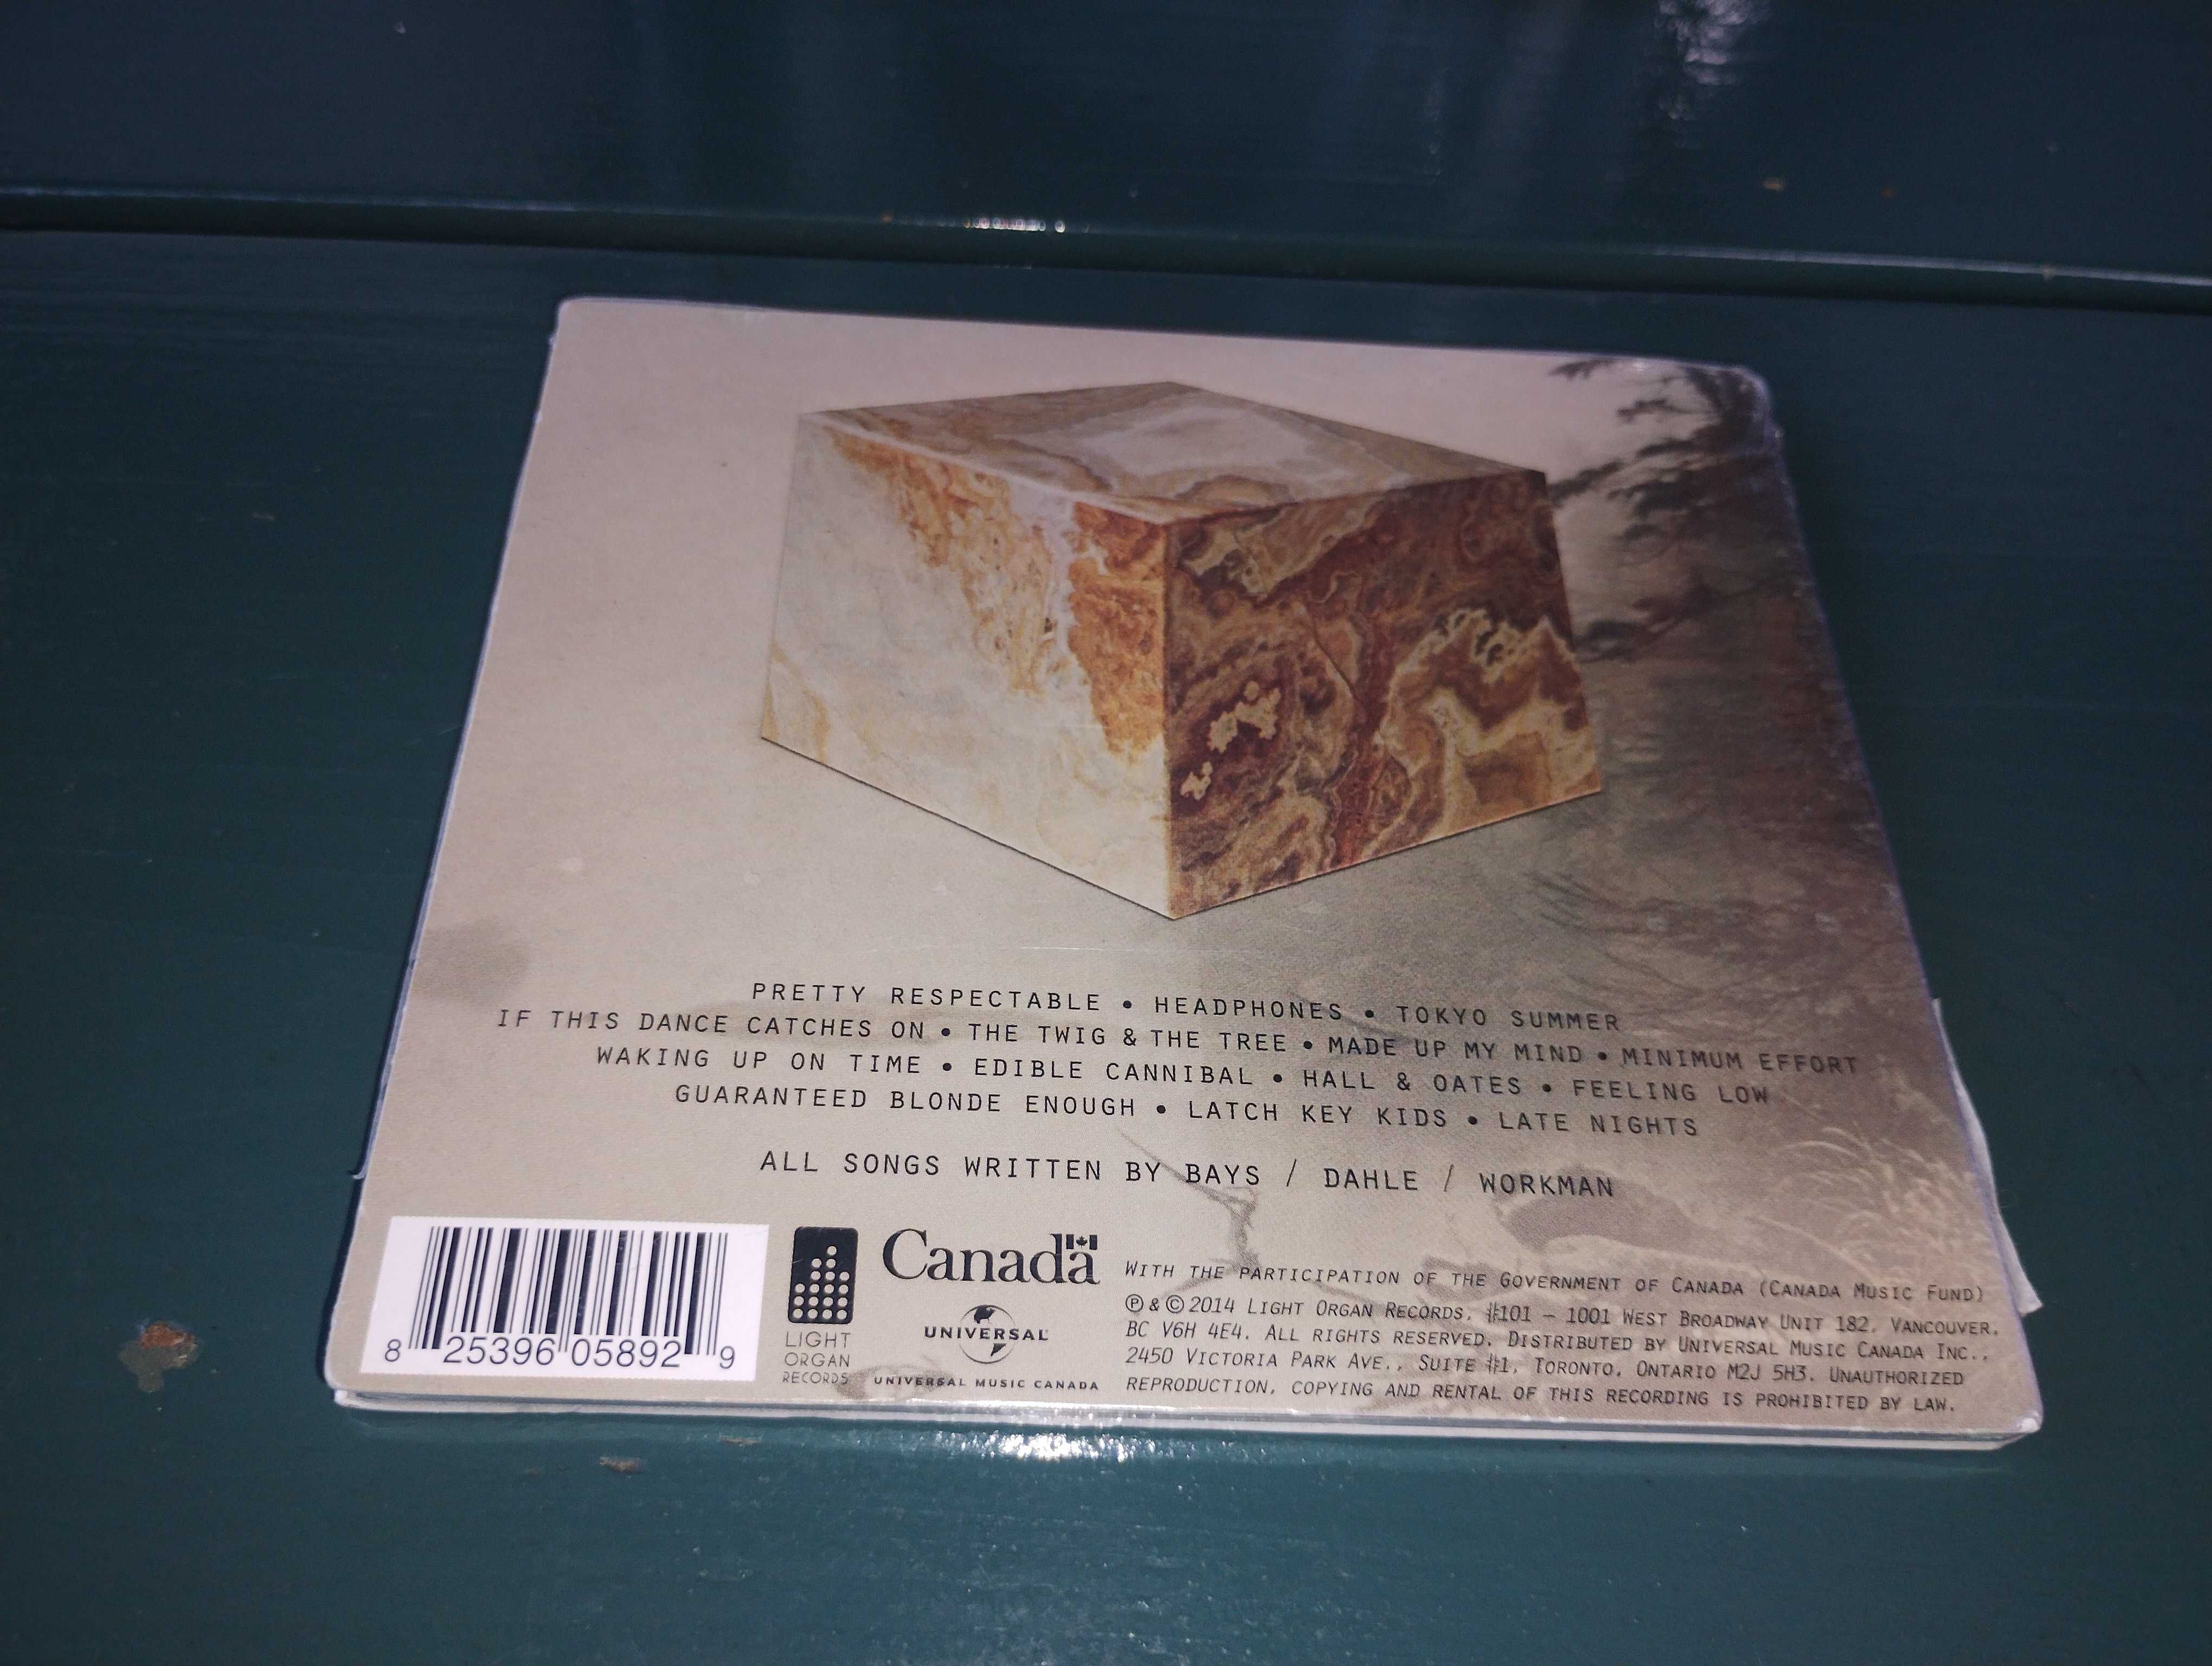 PRETTY RESPECTABLE • HEADPHONES • TOKYO SUMMER
IF THIS DANCE CATCHES ON • THE TWIG & THE TREE • MADE UP MY MIND • MINIMUM EFFORT
WAKING UP ON TIME • EDIBLE CANNIBAL • HALL & OATES • FEELING LOW
GUARANTEED BLONDE ENOUGH • LATCH KEY KIDS • LATE NIGHTS
ALL SONGS WRITTEN BY BAYS / DAHLE / WORKMAN
8 25396 05892 9
LIGHT
ORGAN
RECORDS
Canada
UNIVERSAL
UNIVERSAL MUSIC CANADA
WITH THE PARTICIPATION OF THE GOVERNMENT OF CANADA (CANADA MUSIC FUND)
℗ & © 2014 LIGHT ORGAN RECORDS, #101 – 1001 WEST BROADWAY UNIT 182, VANCOUVER,
BC V6H 4E4. ALL RIGHTS RESERVED. DISTRIBUTED BY UNIVERSAL MUSIC CANADA INC.,
2450 VICTORIA PARK AVE., SUITE #1, TORONTO, ONTARIO M2J 5H3. UNAUTHORIZED
REPRODUCTION, COPYING AND RENTAL OF THIS RECORDING IS PROHIBITED BY LAW.